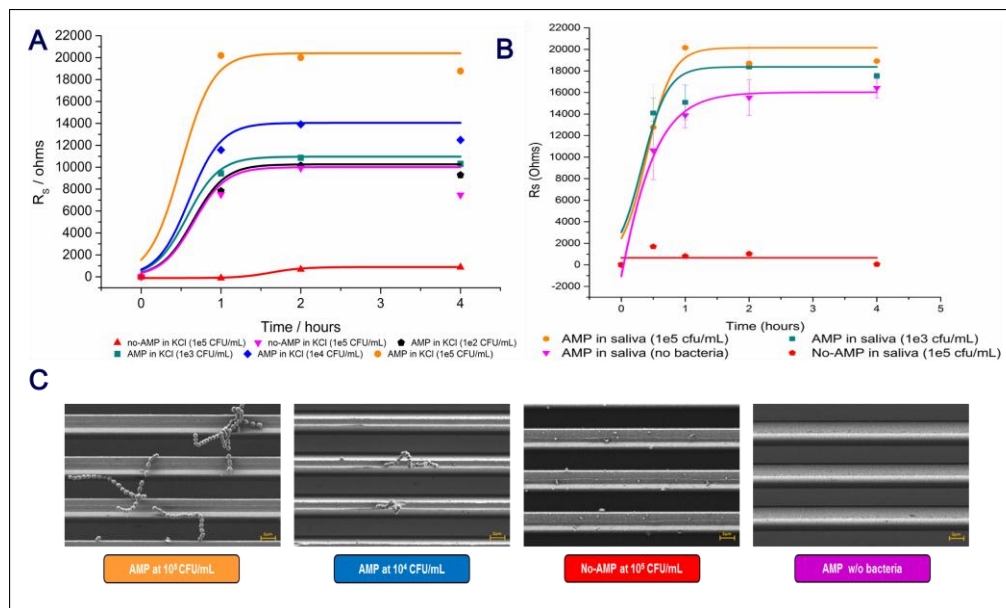 A
20000
18000
16000
14000
12000
10000
8000
6000
4000
2000
0
22000
R_S / ohms
0
1
2
3
4
Time / hours
no-AMP in KCl (1e5 CFU/mL)
no-AMP in KCl (1e5 CFU/mL)
AMP in KCl (1e2 CFU/mL)
AMP in KCl (1e3 CFU/mL)
AMP in KCl (1e4 CFU/mL)
AMP in KCl (1e5 CFU/mL)
B
22000
20000
18000
16000
14000
12000
10000
8000
6000
4000
2000
0
-2000
Rs (Ohms)
0
1
2
3
4
5
Time (hours)
AMP in saliva (1e5 cfu/mL)
AMP in saliva (1e3 cfu/mL)
AMP in saliva (no bacteria)
No-AMP in saliva (1e5 cfu/mL)
C
2μm
2μm
2μm
2μm
AMP at 10⁵ CFU/mL
AMP at 10⁴ CFU/mL
No-AMP at 10⁵ CFU/mL
AMP w/o bacteria